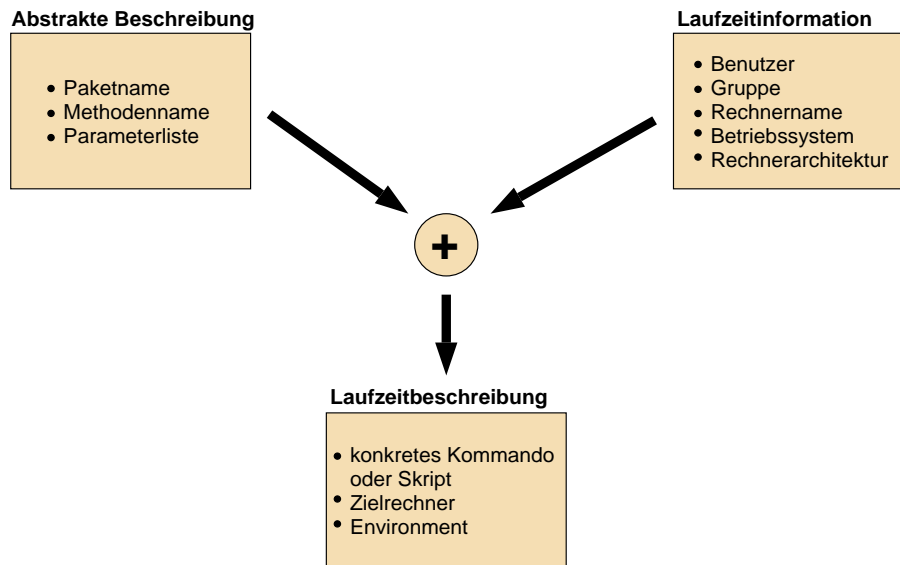 Abstrakte Beschreibung
• Paketname
• Methodenname
• Parameterliste
Laufzeitinformation
• Benutzer
• Gruppe
• Rechnername
• Betriebssystem
• Rechnerarchitektur
+
Laufzeitbeschreibung
• konkretes Kommando
oder Skript
• Zielrechner
• Environment